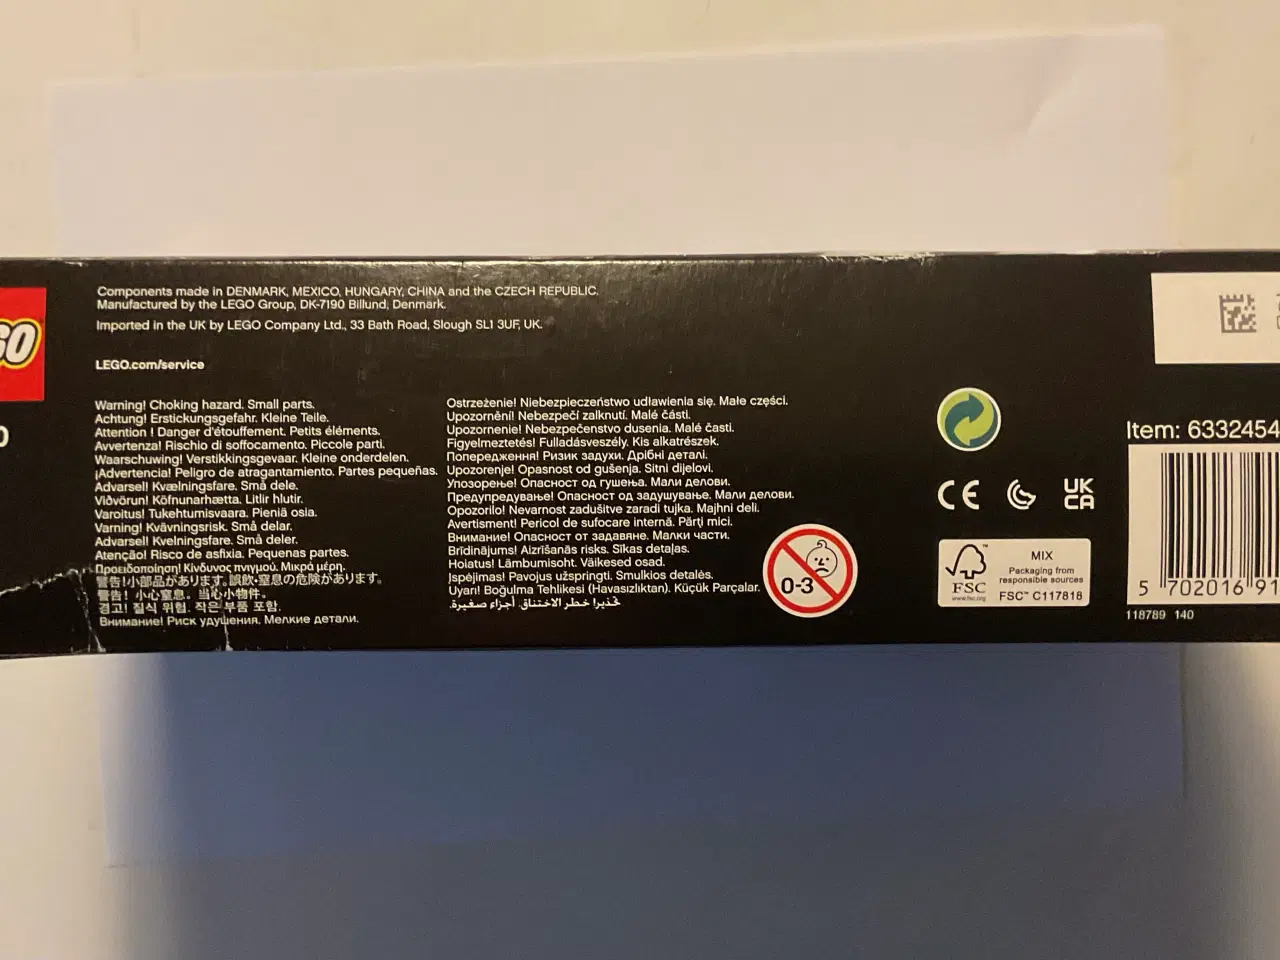 GO
0
Components made in DENMARK, MEXICO, HUNGARY, CHINA and the CZECH REPUBLIC.
Manufactured by the LEGO Group, DK-7190 Billund, Denmark.
Imported in the UK by LEGO Company Ltd., 33 Bath Road, Slough SL1 3UF, UK.
LEGO.com/service
Warning! Choking hazard. Small parts.
Achtung! Erstickungsgefahr. Kleine Teile.
Attention ! Danger d'étouffement. Petits éléments.
Avvertenza! Rischio di soffocamento. Piccole parti.
Waarschuwing! Verstikkingsgevaar. Kleine onderdelen.
¡Advertencia! Peligro de atragantamiento. Partes pequeñas.
Advarsel! Kvælningsfare. Små dele.
Viðvörun! Köfnunarhætta. Litlir hlutir.
Varoitus! Tukehtumisvaara. Pieniä osia.
Varning! Kvävningsrisk. Små delar.
Advarsel! Kvelningsfare. Små deler.
Atenção! Risco de asfixia. Pequenas partes.
Προειδοποίηση! Κίνδυνος πνιγμού. Μικρά μέρη.
警告!小部品があります。誤飲・窒息の危険があります。
警告! 小心窒息。当心小物件。
경고! 질식 위험. 작은 부품 포함.
Внимание! Риск удушения. Мелкие детали.
Ostrzeżenie! Niebezpieczeństwo udławienia się. Małe części.
Upozornění! Nebezpečí zalknutí. Malé části.
Upozornenie! Nebezpečenstvo dusenia. Malé časti.
Figyelmeztetés! Fulladásveszély. Kis alkatrészek.
Попередження! Ризик задухи. Дрібні деталі.
Upozorenje! Opasnost od gušenja. Sitni dijelovi.
Упозорење! Опасност од гушења. Мали делови.
Предупредување! Опасност од задушување. Мали делови.
Opozorilo! Nevarnost zadušitve zaradi tujka. Majhni deli.
Avertisment! Pericol de sufocare internă. Părţi mici.
Внимание! Опасност от задавяне. Малки части.
Brīdinājums! Aizrīšanās risks. Sīkas detaļas.
Hoiatus! Lämbumisoht. Väikesed osad.
Įspėjimas! Pavojus užspringti. Smulkios detalės.
Uyarı! Boğulma Tehlikesi (Havasızlıktan). Küçük Parçalar.
تحذير! خطر الاختناق. أجزاء صغيرة.
0-3
CE
UK
CA
FSC
www.fsc.org
MIX
Packaging from
responsible sources
FSC™ C117818
Item: 6332454
5 702016 91
118789 140